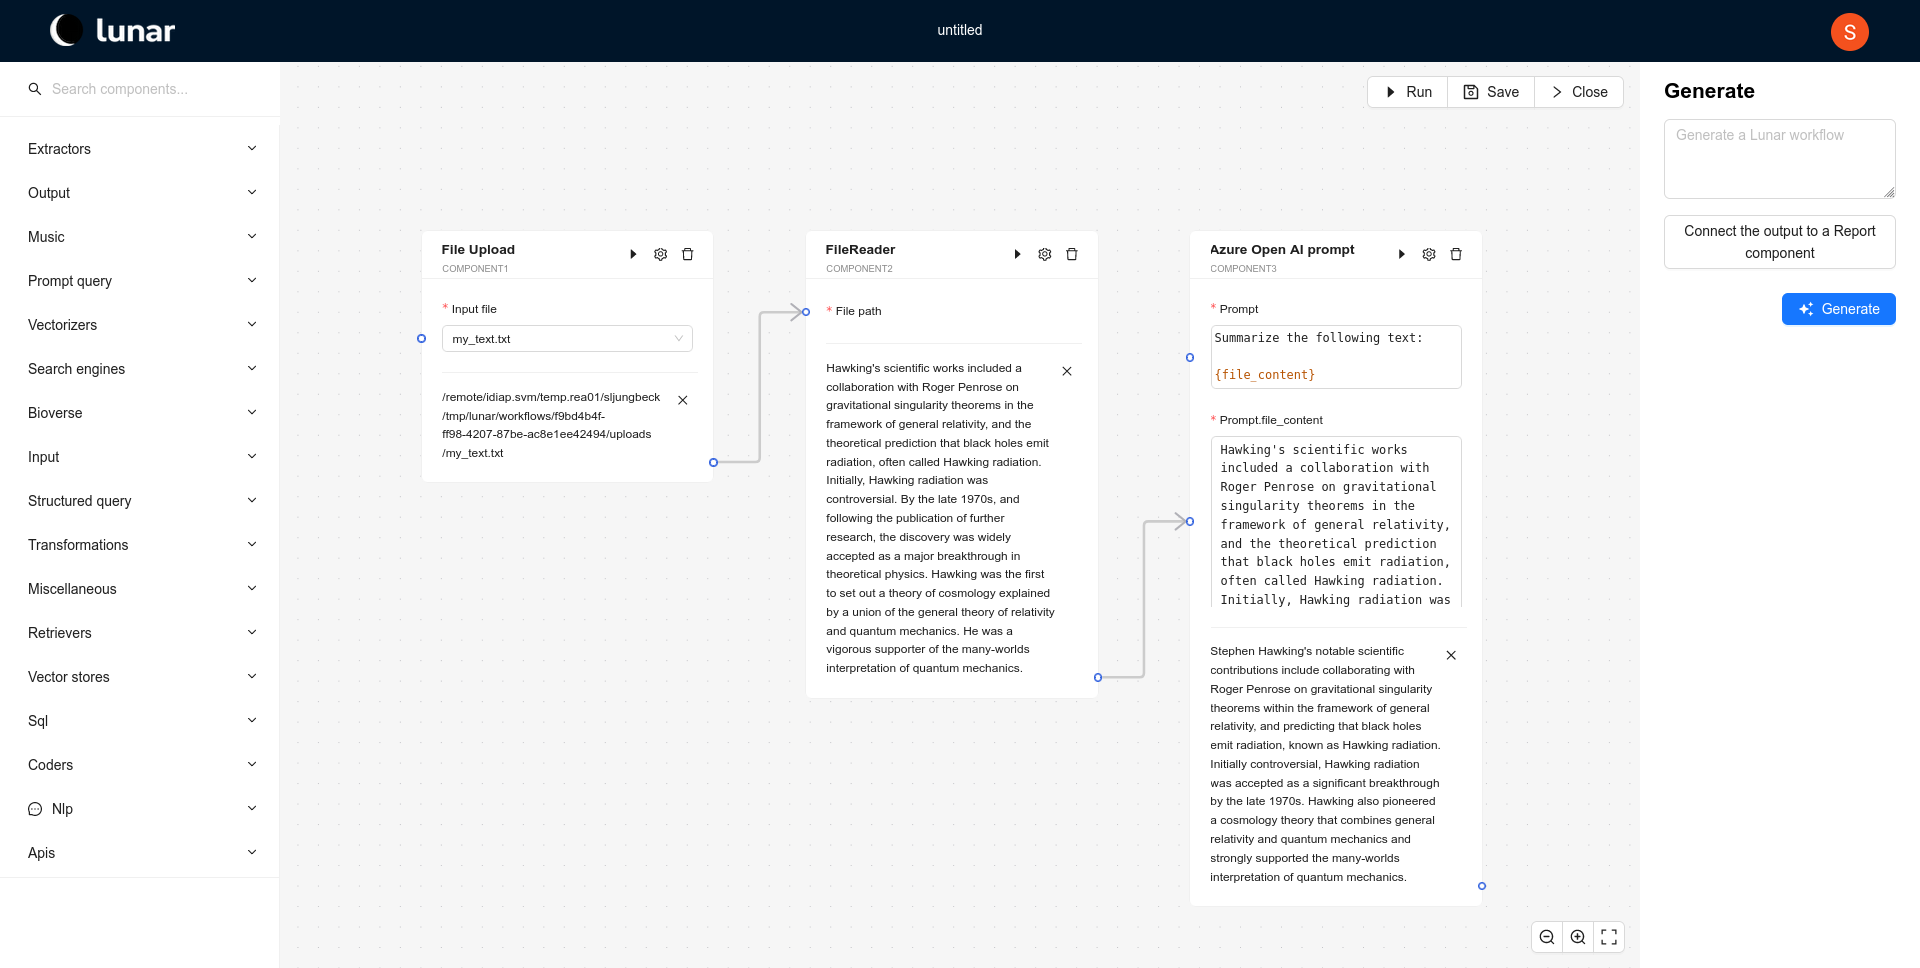 lunar
untitled
S
Search components...
Extractors
Output
Music
Prompt query
Vectorizers
Search engines
Bioverse
Input
Structured query
Transformations
Miscellaneous
Retrievers
Vector stores
Sql
Coders
Nlp
Apis
Run
Save
Close
File Upload
COMPONENT1
* Input file
my_text.txt
/remote/idiap.svm/temp.rea01/sljungbeck
/tmp/lunar/workflows/f9bd4b4f-
ff98-4207-87be-ac8e1ee42494/uploads
/my_text.txt
FileReader
COMPONENT2
* File path
Hawking's scientific works included a
collaboration with Roger Penrose on
gravitational singularity theorems in the
framework of general relativity, and the
theoretical prediction that black holes emit
radiation, often called Hawking radiation.
Initially, Hawking radiation was
controversial. By the late 1970s, and
following the publication of further
research, the discovery was widely
accepted as a major breakthrough in
theoretical physics. Hawking was the first
to set out a theory of cosmology explained
by a union of the general theory of relativity
and quantum mechanics. He was a
vigorous supporter of the many-worlds
interpretation of quantum mechanics.
Azure Open AI prompt
COMPONENT3
* Prompt
Summarize the following text:
{file_content}
* Prompt.file_content
Hawking's scientific works
included a collaboration with
Roger Penrose on gravitational
singularity theorems in the
framework of general relativity,
and the theoretical prediction
that black holes emit radiation,
often called Hawking radiation.
Initially, Hawking radiation was
Stephen Hawking's notable scientific
contributions include collaborating with
Roger Penrose on gravitational singularity
theorems within the framework of general
relativity, and predicting that black holes
emit radiation, known as Hawking radiation.
Initially controversial, Hawking radiation
was accepted as a significant breakthrough
by the late 1970s. Hawking also pioneered
a cosmology theory that combines general
relativity and quantum mechanics and
strongly supported the many-worlds
interpretation of quantum mechanics.
Generate
Generate a Lunar workflow
Connect the output to a Report
component
Generate